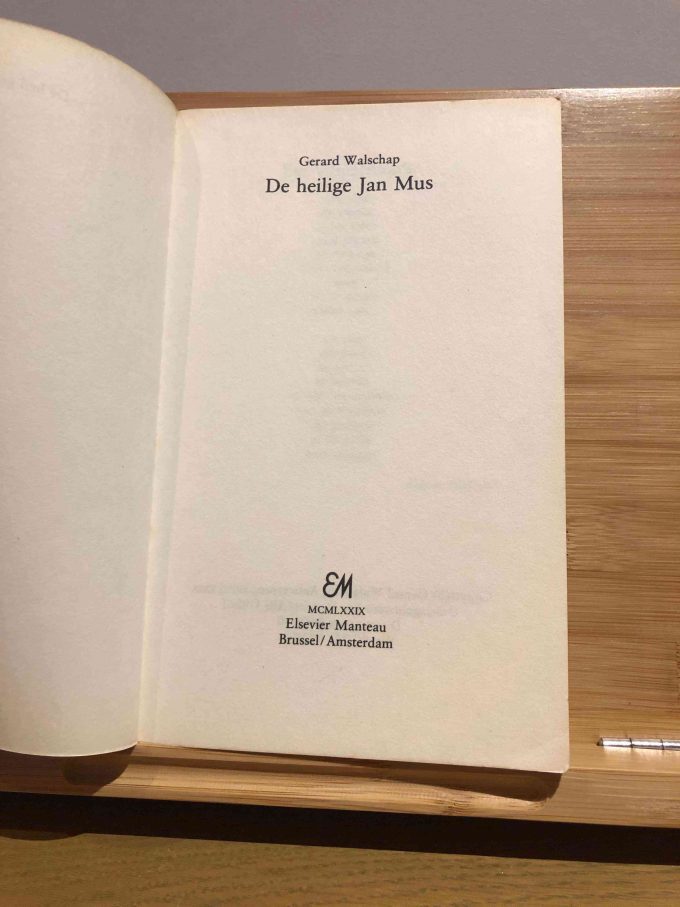 Gerard Walschap
De heilige Jan Mus
EM
MCMLXXIX
Elsevier Manteau
Brussel/Amsterdam